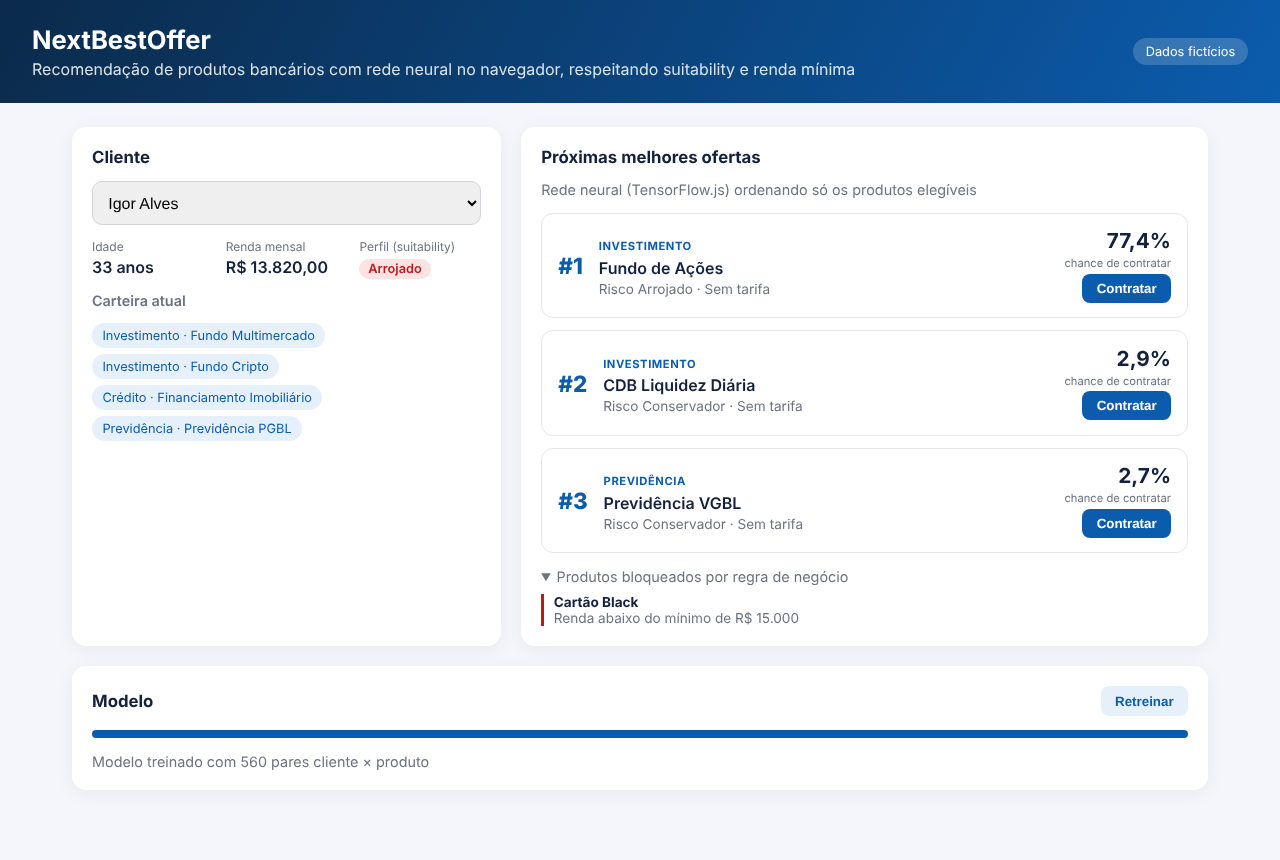 NextBestOffer
Recomendação de produtos bancários com rede neural no navegador, respeitando suitability e renda mínima
Dados fictícios
Cliente
Igor Alves
Idade
33 anos
Renda mensal
R$ 13.820,00
Perfil (suitability)
Arrojado
Carteira atual
Investimento · Fundo Multimercado
Investimento · Fundo Cripto
Crédito · Financiamento Imobiliário
Previdência · Previdência PGBL
Próximas melhores ofertas
Rede neural (TensorFlow.js) ordenando só os produtos elegíveis
#1
INVESTIMENTO
Fundo de Ações
Risco Arrojado · Sem tarifa
77,4%
chance de contratar
Contratar
#2
INVESTIMENTO
CDB Liquidez Diária
Risco Conservador · Sem tarifa
2,9%
chance de contratar
Contratar
#3
PREVIDÊNCIA
Previdência VGBL
Risco Conservador · Sem tarifa
2,7%
chance de contratar
Contratar
▼ Produtos bloqueados por regra de negócio
Cartão Black
Renda abaixo do mínimo de R$ 15.000
Modelo
Retreinar
Modelo treinado com 560 pares cliente × produto